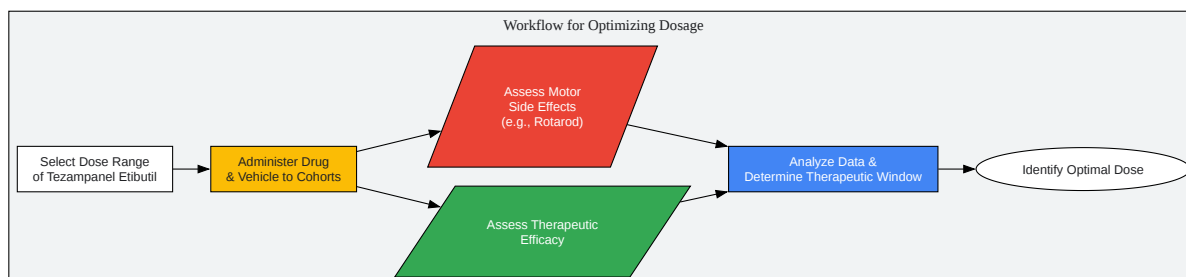 Workflow for Optimizing Dosage
Select Dose Range
of Tezampanel Etibutil
Administer Drug
& Vehicle to Cohorts
Assess Motor
Side Effects
(e.g., Rotarod)
Assess Therapeutic
Efficacy
Analyze Data &
Determine Therapeutic Window
Identify Optimal Dose